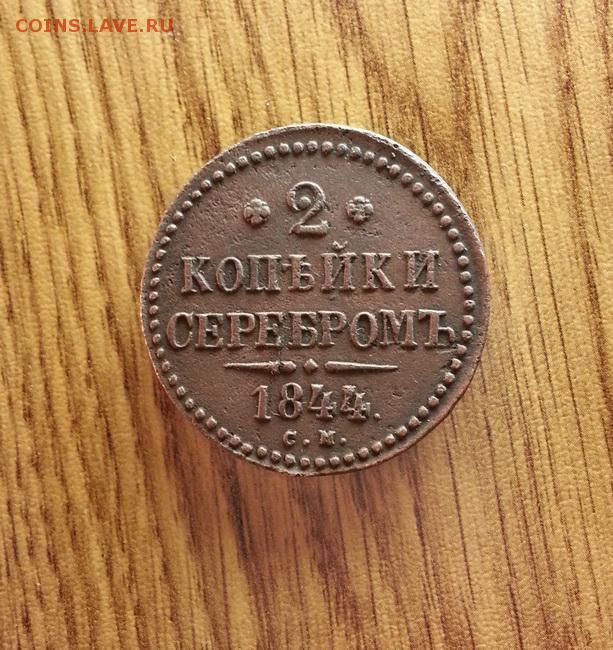 COINS.LAVE.RU
2
КОПѢЙКИ
СЕРЕБРОМЪ.
1844.
С. М.